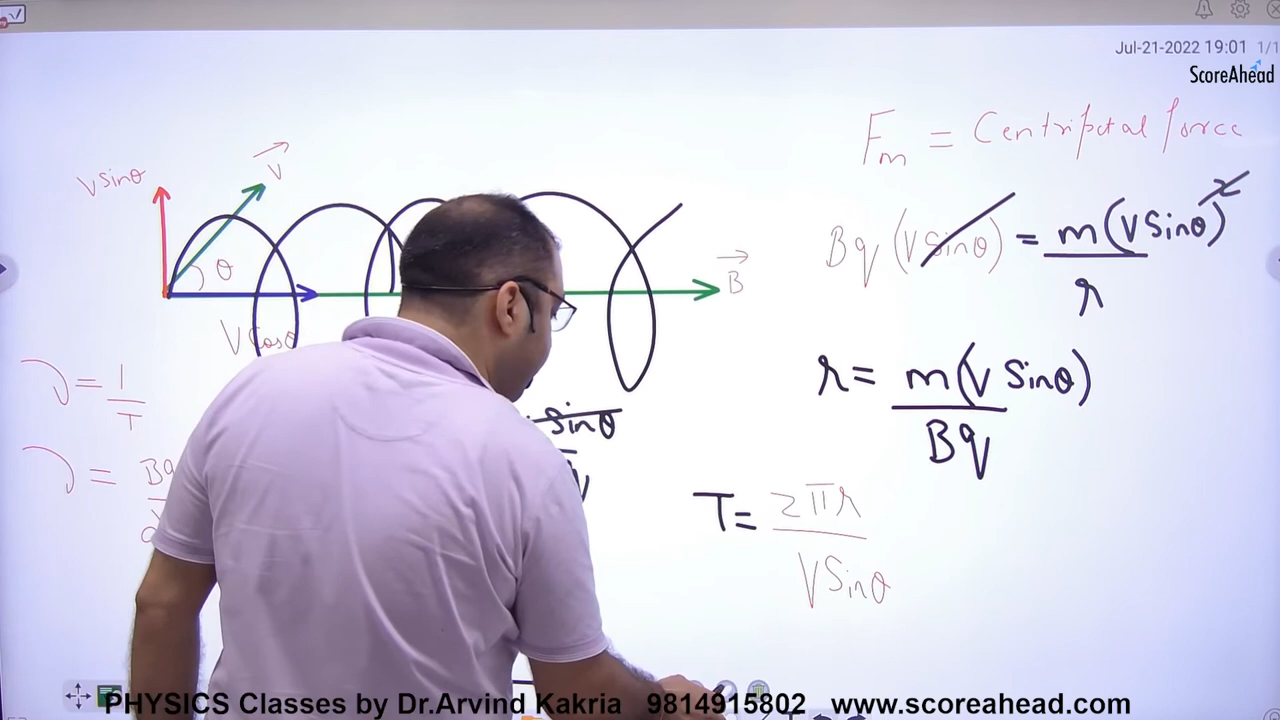 Jul-21-2022 19:01 1/1
ScoreAhead
Fm = Centripetal force
V sinθ
V
Bq (V sinθ) = m(V sinθ)²
r
θ
B
V Cosθ
r = m(V Sinθ)
Bq
ν = 1
T
sinθ
ν = Bq
T = 2πr
V Sinθ
PHYSICS Classes by Dr.Arvind Kakria 9814915802 www.scoreahead.com